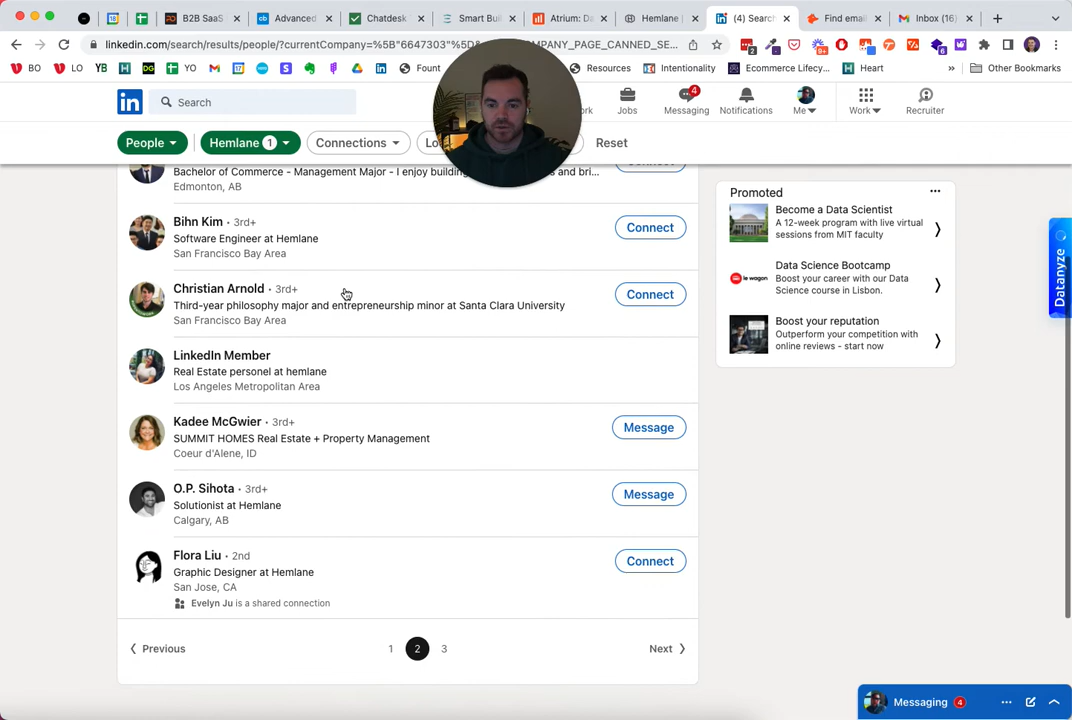 B2B SaaS
Advanced
Chatdesk
Smart Bui
Atrium: Da
Hemlane
(4) Search
Find email
Inbox (16)
linkedin.com/search/results/people/?currentCompany=%5B"6647303"%5D&
OMPANY_PAGE_CANNED_SE...
BO
LO
YB
YO
Fount
Resources
Intentionality
Ecommerce Lifecy...
Heart
Other Bookmarks
Search
Jobs
Messaging
Notifications
Me
Work
Recruiter
People
Hemlane 1
Connections
Reset
Bachelor of Commerce - Management Major - I enjoy building
Edmonton, AB
Bihn Kim • 3rd+
Software Engineer at Hemlane
San Francisco Bay Area
Connect
Christian Arnold • 3rd+
Third-year philosophy major and entrepreneurship minor at Santa Clara University
San Francisco Bay Area
Connect
LinkedIn Member
Real Estate personel at hemlane
Los Angeles Metropolitan Area
Kadee McGwier • 3rd+
SUMMIT HOMES Real Estate + Property Management
Coeur d'Alene, ID
Message
O.P. Sihota • 3rd+
Solutionist at Hemlane
Calgary, AB
Message
Flora Liu • 2nd
Graphic Designer at Hemlane
San Jose, CA
Evelyn Ju is a shared connection
Connect
Previous
1 2 3
Next
Promoted
Become a Data Scientist
A 12-week program with live virtual
sessions from MIT faculty
Data Science Bootcamp
Boost your career with our Data
Science course in Lisbon.
Boost your reputation
Outperform your competition with
online reviews - start now
Datanyze
Messaging 4